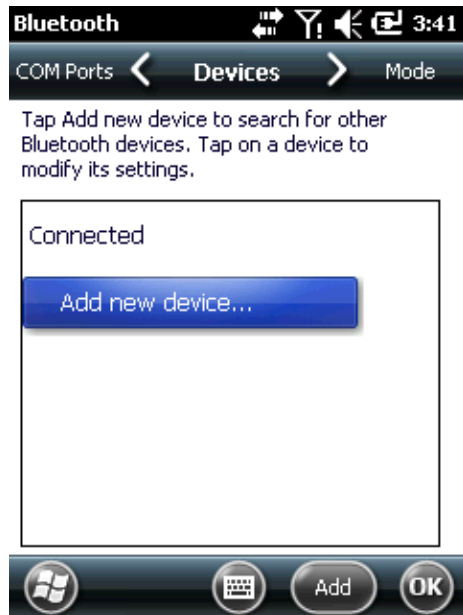 Bluetooth 3:41
COM Ports Devices Mode
Tap Add new device to search for other
Bluetooth devices. Tap on a device to
modify its settings.
Connected
Add new device...
Add OK